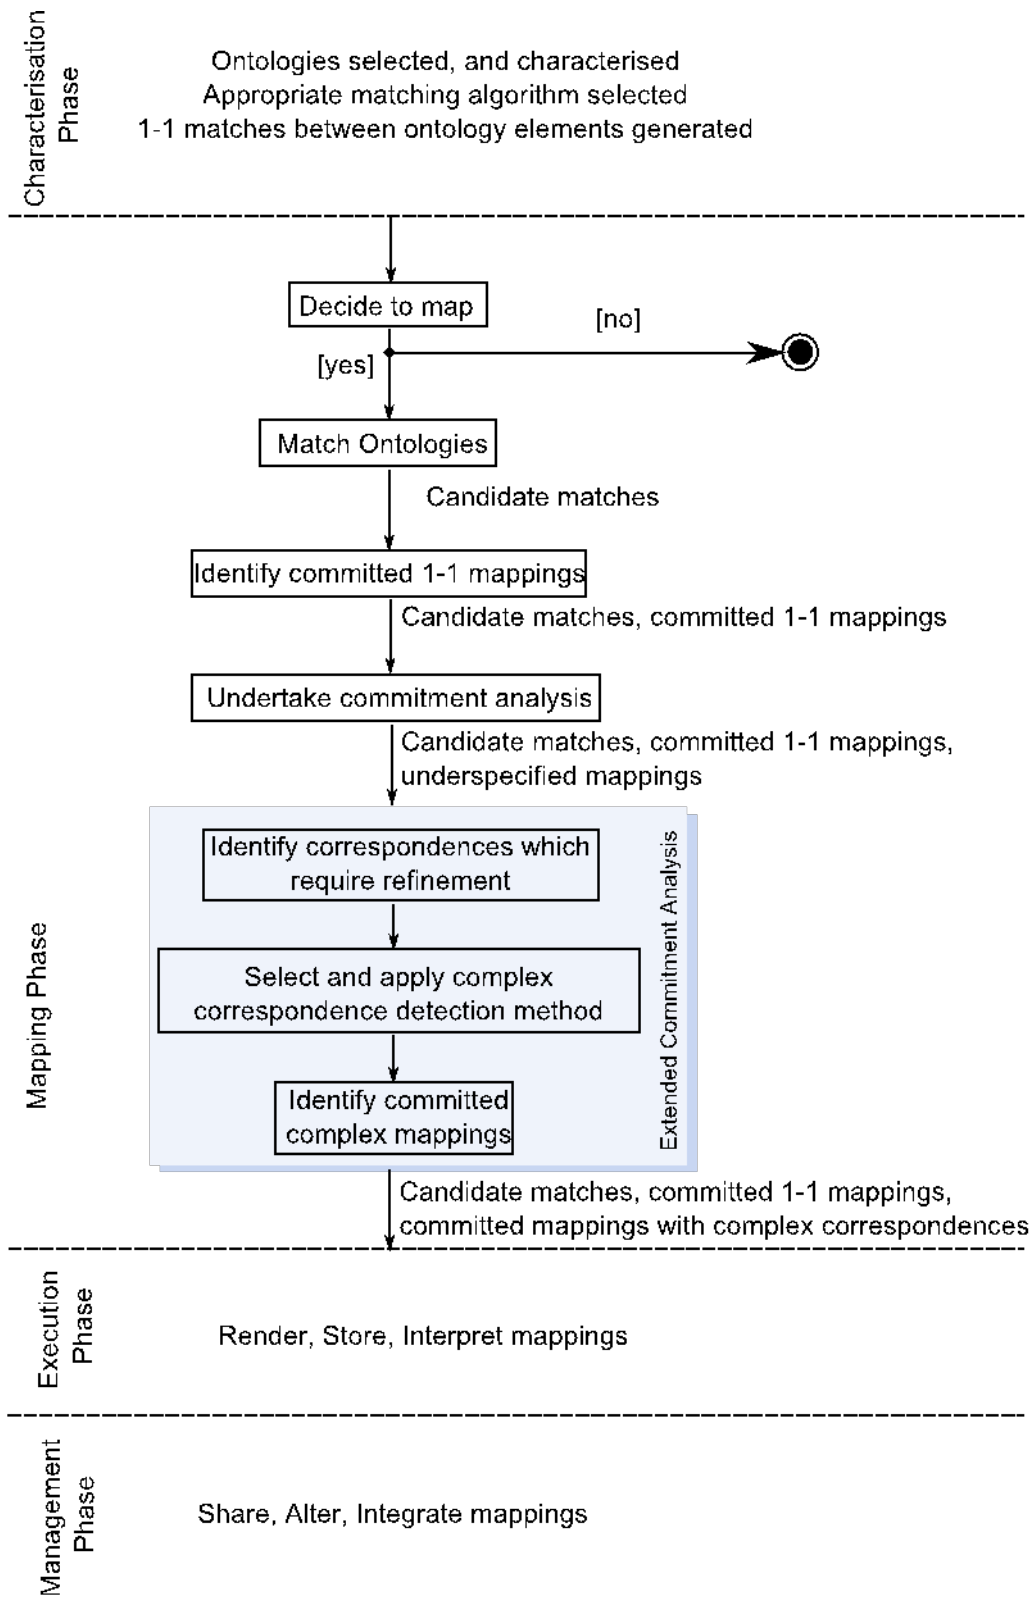 Characterisation
Phase
Ontologies selected, and characterised
Appropriate matching algorithm selected
1-1 matches between ontology elements generated
Decide to map
[no]
[yes]
Match Ontologies
Candidate matches
Identify committed 1-1 mappings
Candidate matches, committed 1-1 mappings
Undertake commitment analysis
Candidate matches, committed 1-1 mappings,
underspecified mappings
Mapping Phase
Identify correspondences which
require refinement
Select and apply complex
correspondence detection method
Identify committed
complex mappings
Extended Commitment Analysis
Candidate matches, committed 1-1 mappings,
committed mappings with complex correspondences
Execution
Phase
Render, Store, Interpret mappings
Management
Phase
Share, Alter, Integrate mappings